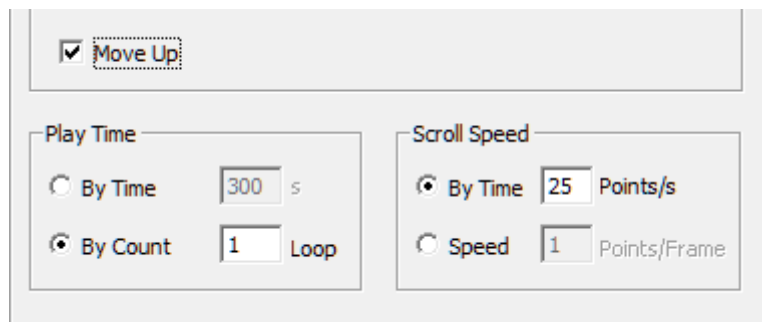 Move Up
Play Time
By Time 300 s
By Count 1 Loop
Scroll Speed
By Time 25 Points/s
Speed 1 Points/Frame